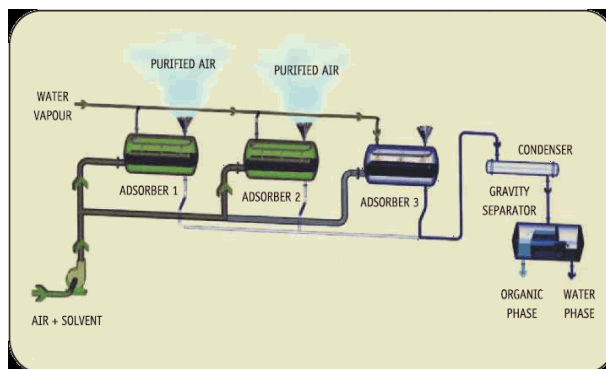 PURIFIED AIR
PURIFIED AIR
WATER
VAPOUR
CONDENSER
ADSORBER 1
ADSORBER 2
ADSORBER 3
GRAVITY
SEPARATOR
AIR + SOLVENT
ORGANIC
PHASE
WATER
PHASE